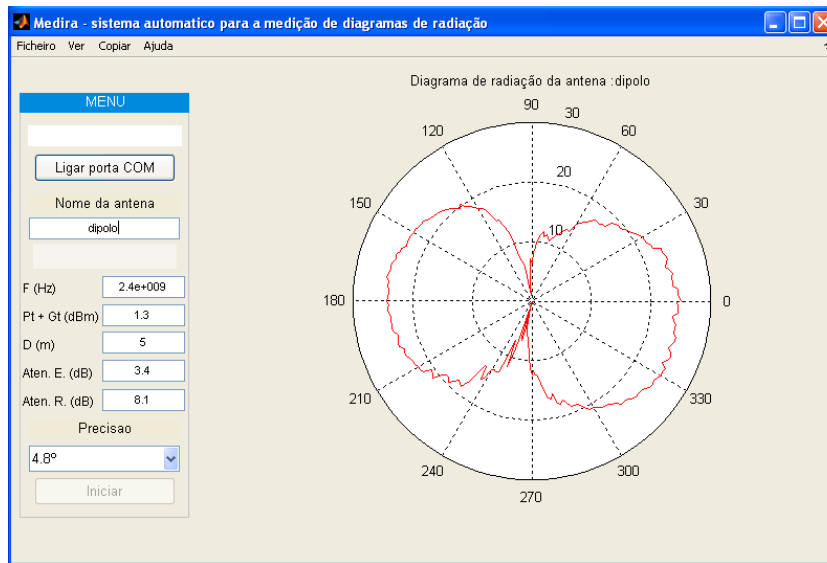 Medira - sistema automatico para a medição de diagramas de radiação
Ficheiro Ver Copiar Ajuda
MENU
Ligar porta COM
Nome da antena
dipolo
F (Hz) 2.4e+009
Pt + Gt (dBm) 1.3
D (m) 5
Aten. E. (dB) 3.4
Aten. R. (dB) 8.1
Precisao
4.8º
Iniciar
Diagrama de radiação da antena :dipolo
90
30
120
60
20
150
30
10
180
0
210
330
240
300
270